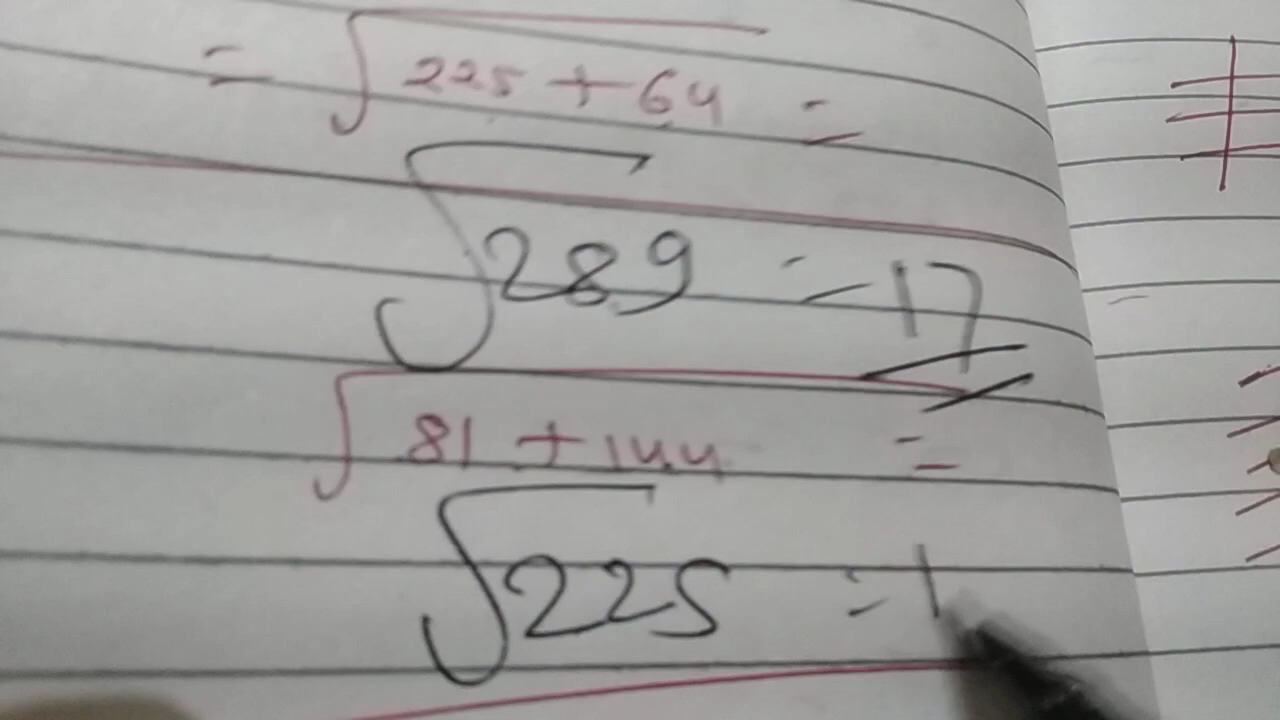 = √225 + 64 =
√289 = 17
√81 + 144 =
√225 = 1